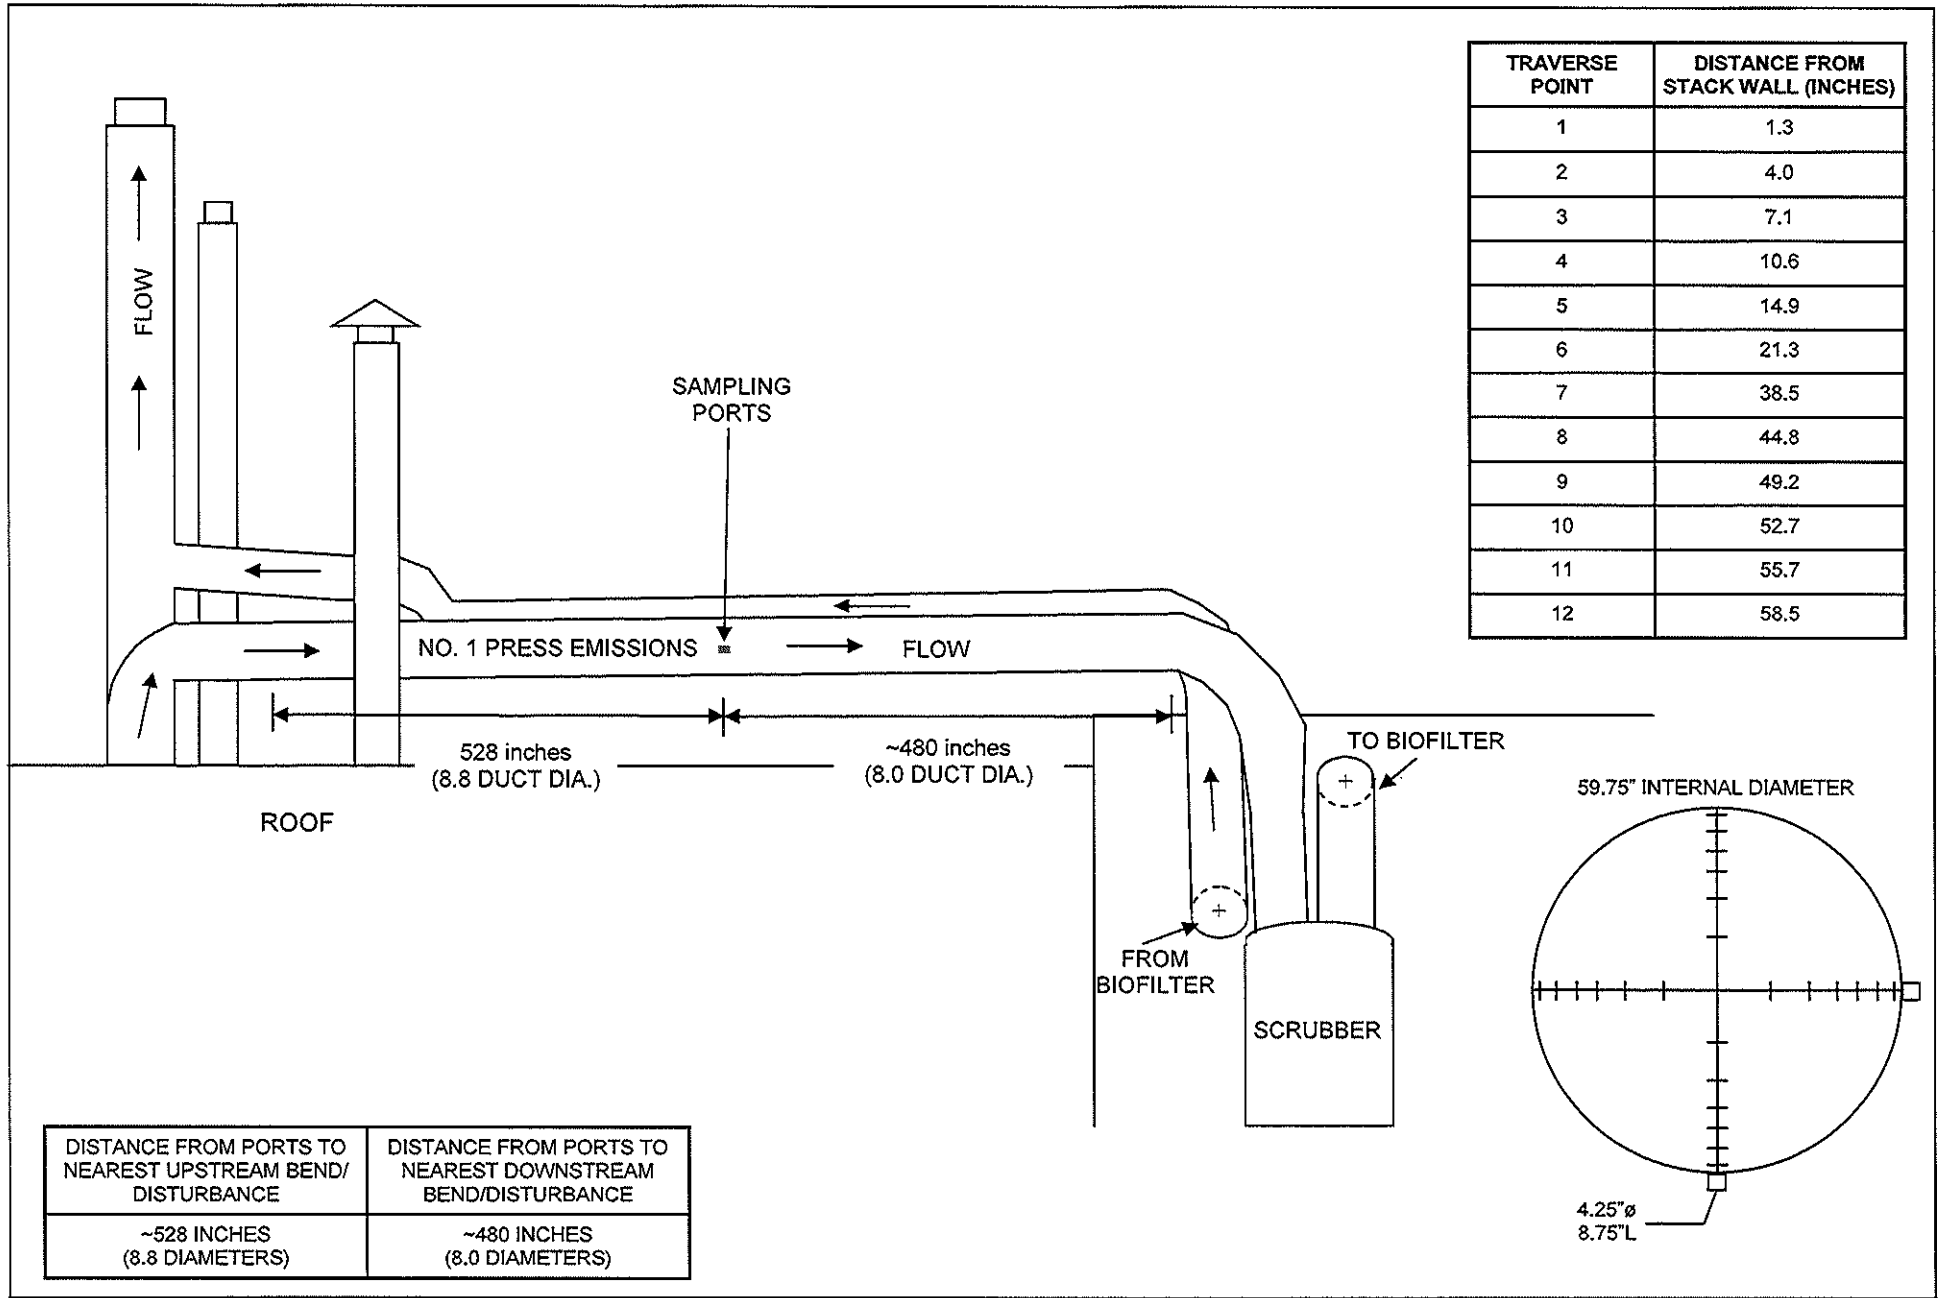 TRAVERSE POINT | DISTANCE FROM STACK WALL (INCHES)
1 | 1.3
2 | 4.0
3 | 7.1
4 | 10.6
5 | 14.9
6 | 21.3
7 | 38.5
8 | 44.8
9 | 49.2
10 | 52.7
11 | 55.7
12 | 58.5
FLOW
SAMPLING
PORTS
NO. 1 PRESS EMISSIONS
FLOW
528 inches
(8.8 DUCT DIA.)
~480 inches
(8.0 DUCT DIA.)
TO BIOFILTER
ROOF
FROM
BIOFILTER
SCRUBBER
59.75" INTERNAL DIAMETER
4.25"ø
8.75"L
DISTANCE FROM PORTS TO
NEAREST UPSTREAM BEND/
DISTURBANCE
DISTANCE FROM PORTS TO
NEAREST DOWNSTREAM
BEND/DISTURBANCE
~528 INCHES
(8.8 DIAMETERS)
~480 INCHES
(8.0 DIAMETERS)